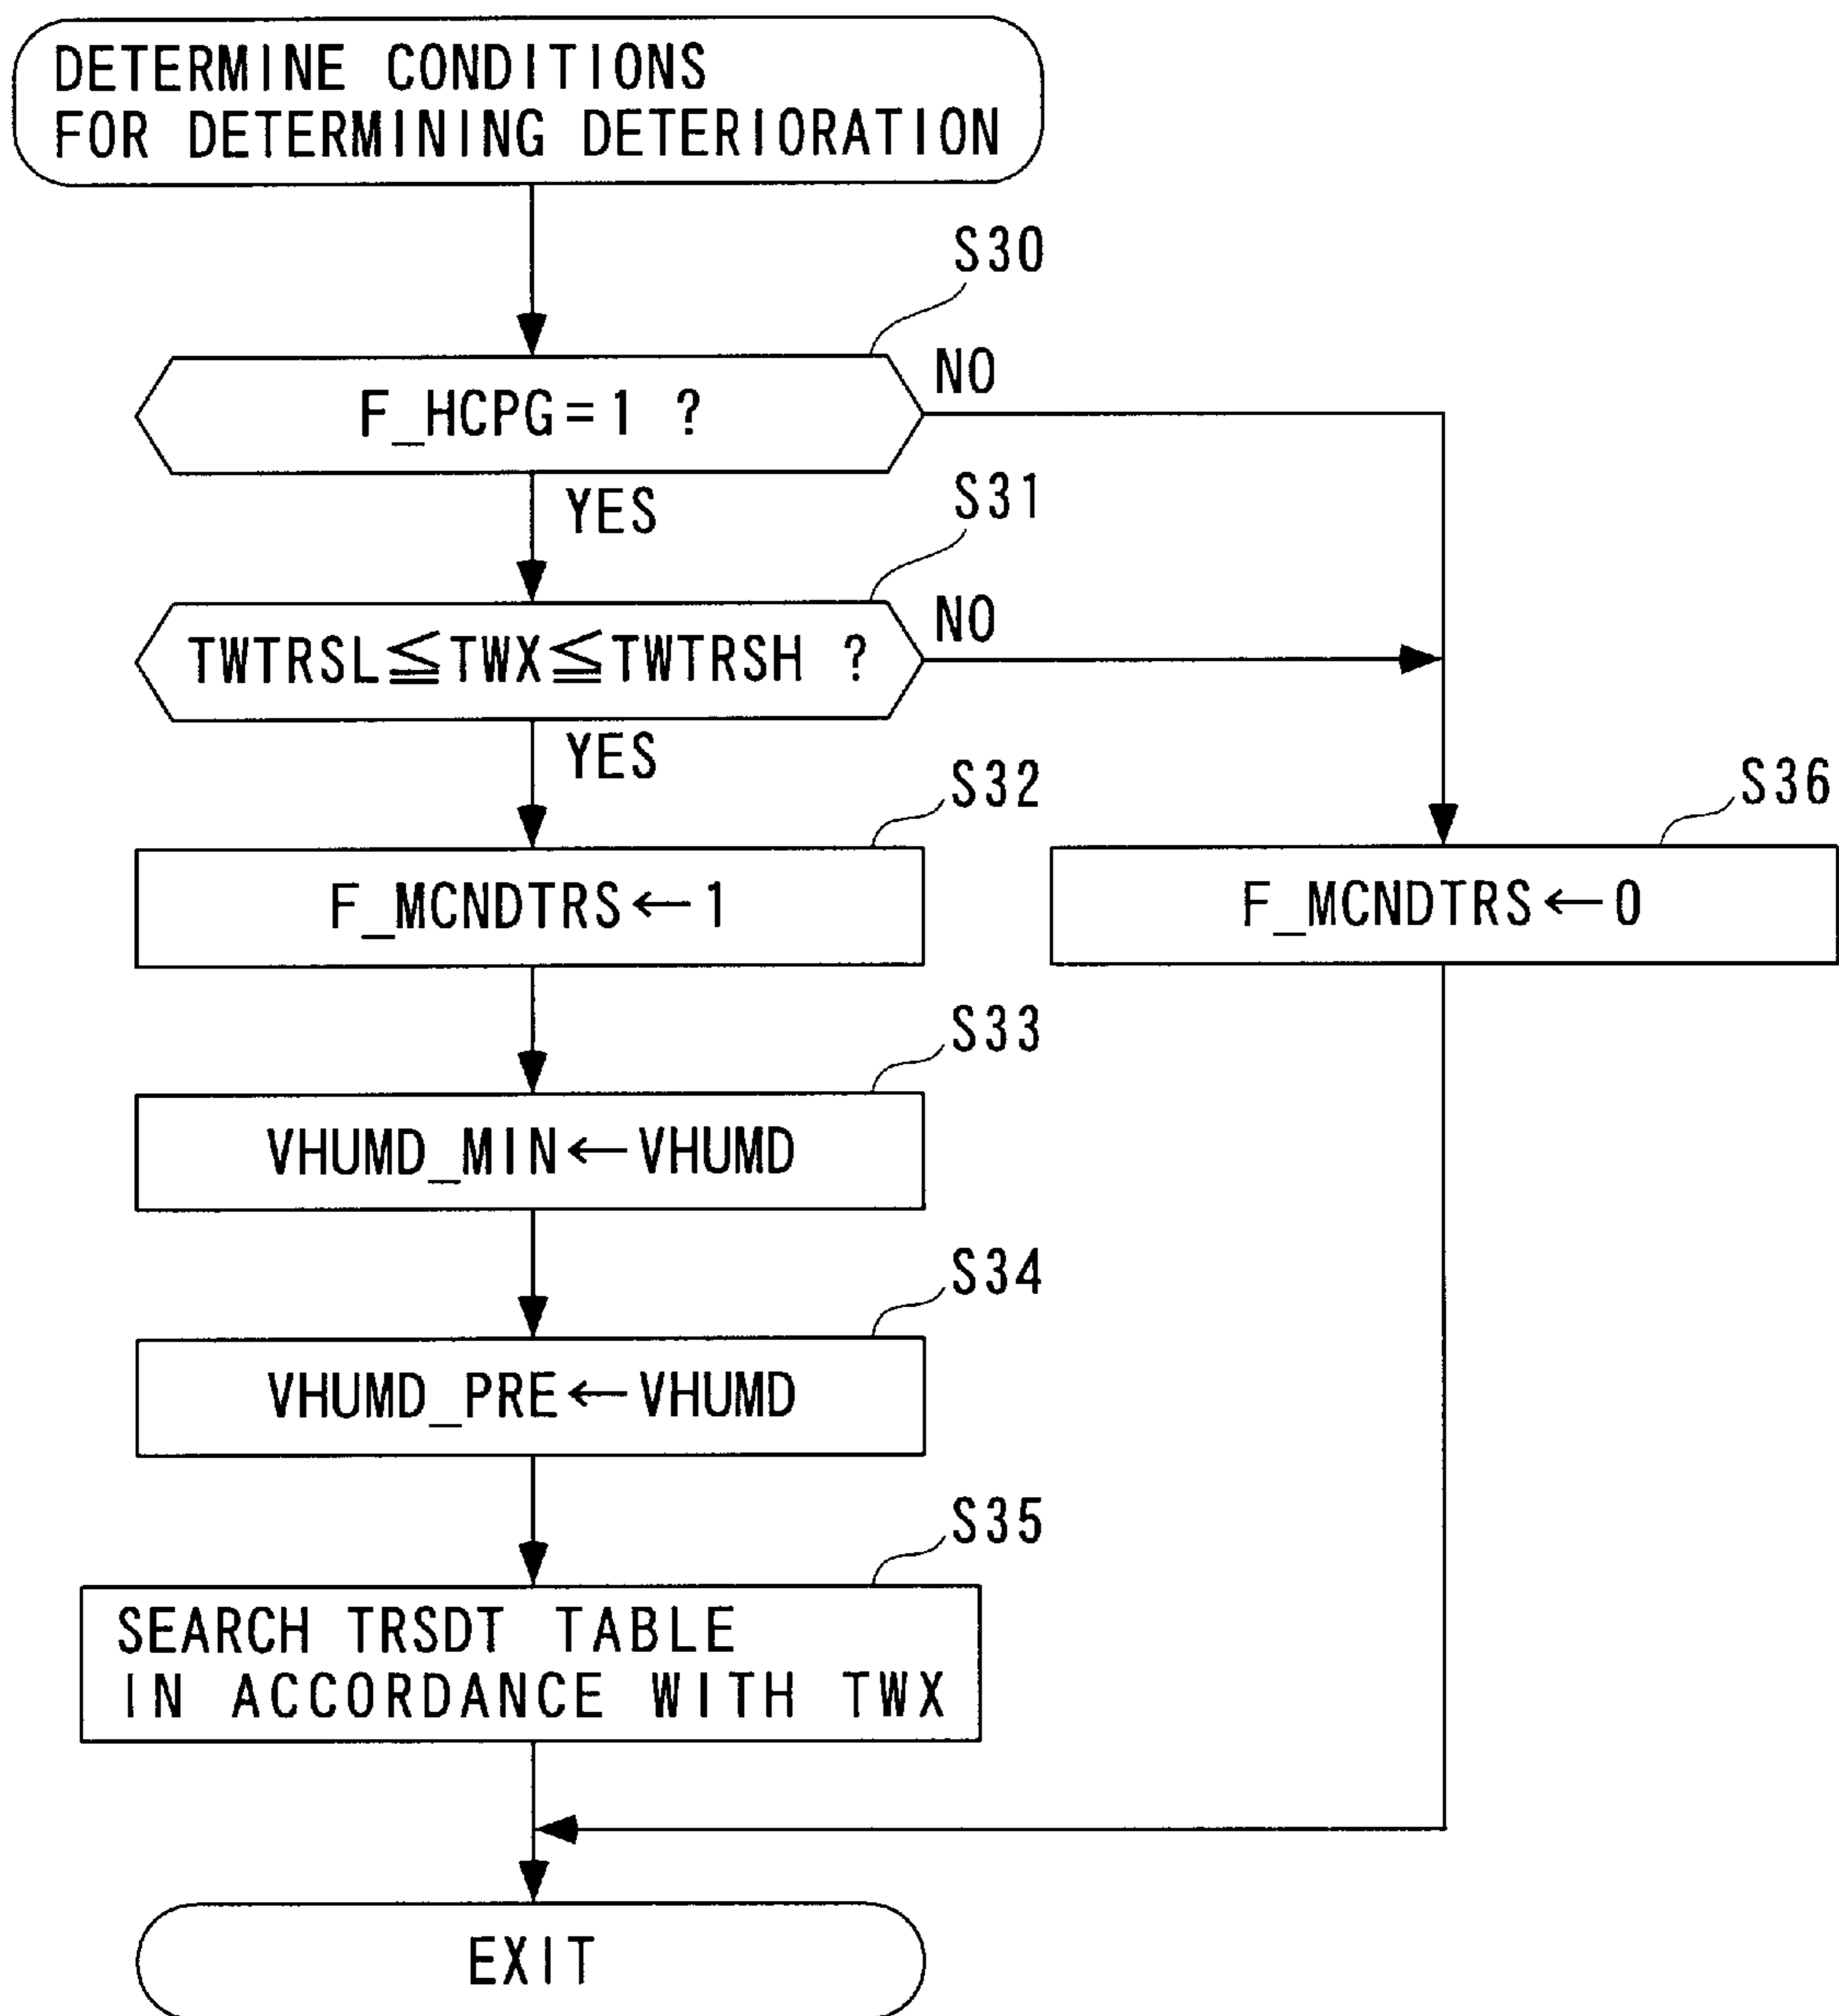 DETERMINE CONDITIONS
FOR DETERMINING DETERIORATION
S30
F_HCPG=1 ?
NO
YES
S31
TWTRSL≦TWX≦TWTRSH ?
NO
YES
S32
F_MCNDTRS←1
S36
F_MCNDTRS←0
S33
VHUMD_MIN←VHUMD
S34
VHUMD_PRE←VHUMD
S35
SEARCH TRSDT TABLE
IN ACCORDANCE WITH TWX
EXIT